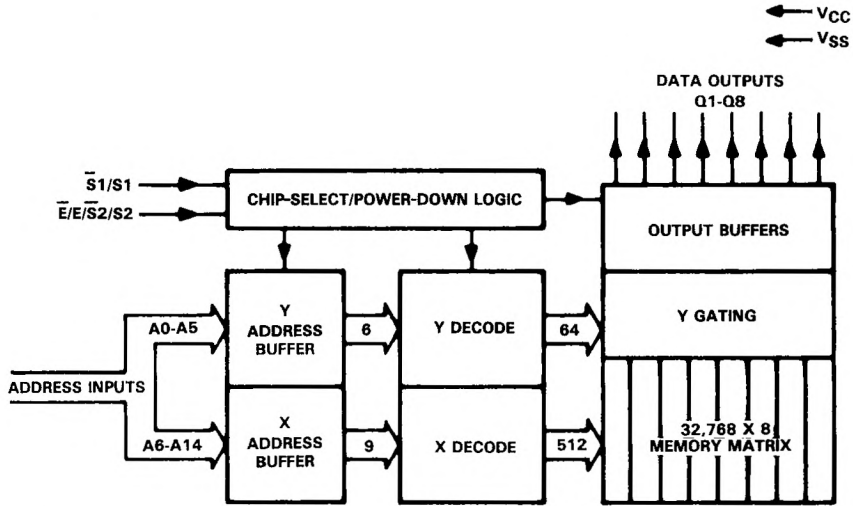 VCC
VSS
DATA OUTPUTS
Q1-Q8
S̅1/S1
E̅/E/S̅2/S2
CHIP-SELECT/POWER-DOWN LOGIC
OUTPUT BUFFERS
A0-A5
Y
ADDRESS
BUFFER
6
Y DECODE
64
Y GATING
ADDRESS INPUTS
A6-A14
X
ADDRESS
BUFFER
9
X DECODE
512
32,768 X 8
MEMORY MATRIX